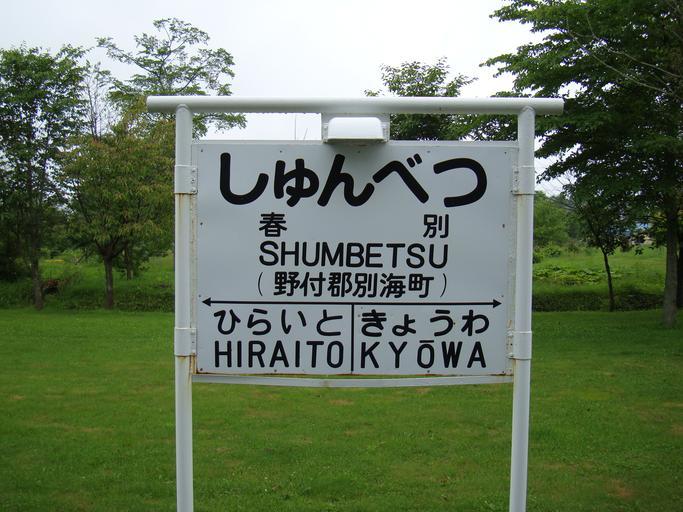 しゅんべつ
春別
SHUMBETSU
(野付郡別海町)
ひらいと きょうわ
HIRAITO KYŌWA